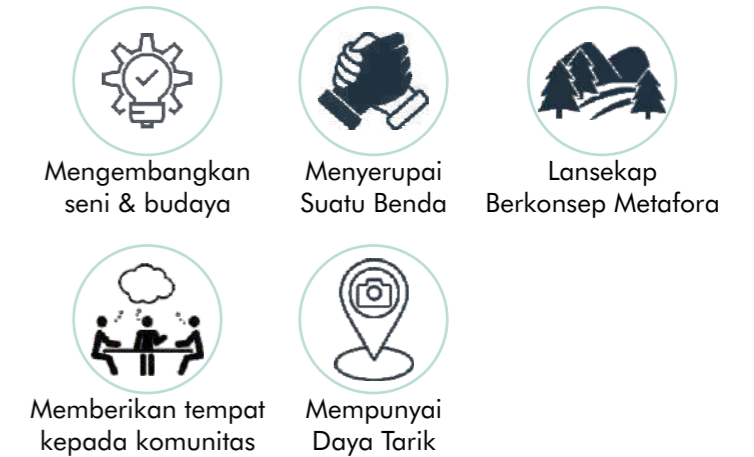 Mengembangkan
seni & budaya
Menyerupai
Suatu Benda
Lansekap
Berkonsep Metafora
Memberikan tempat
kepada komunitas
Mempunyai
Daya Tarik